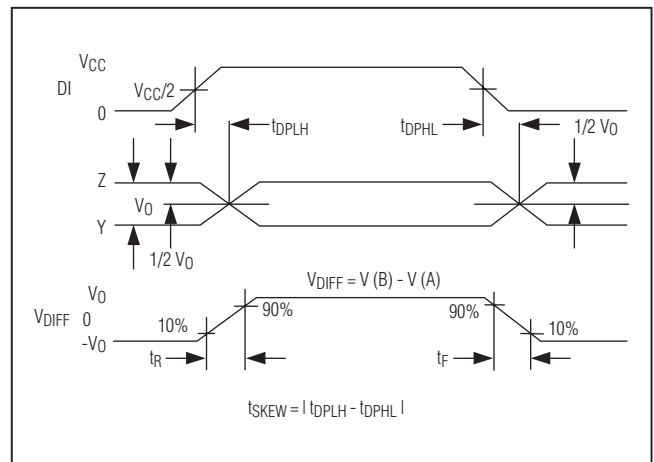 VCC
DI
VCC/2
0
tDPLH
tDPHL
1/2 VO
Z
VO
Y
1/2 VO
VDIFF = V (B) - V (A)
VO
VDIFF 0
-VO
10%
90%
90%
10%
tR
tF
tSKEW = | tDPLH - tDPHL |